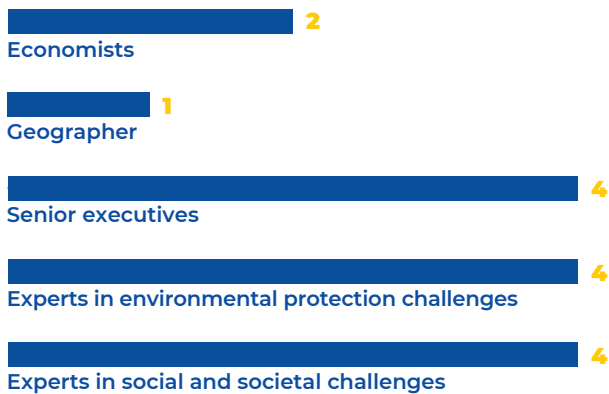 2
Economists
1
Geographer
4
Senior executives
4
Experts in environmental protection challenges
4
Experts in social and societal challenges